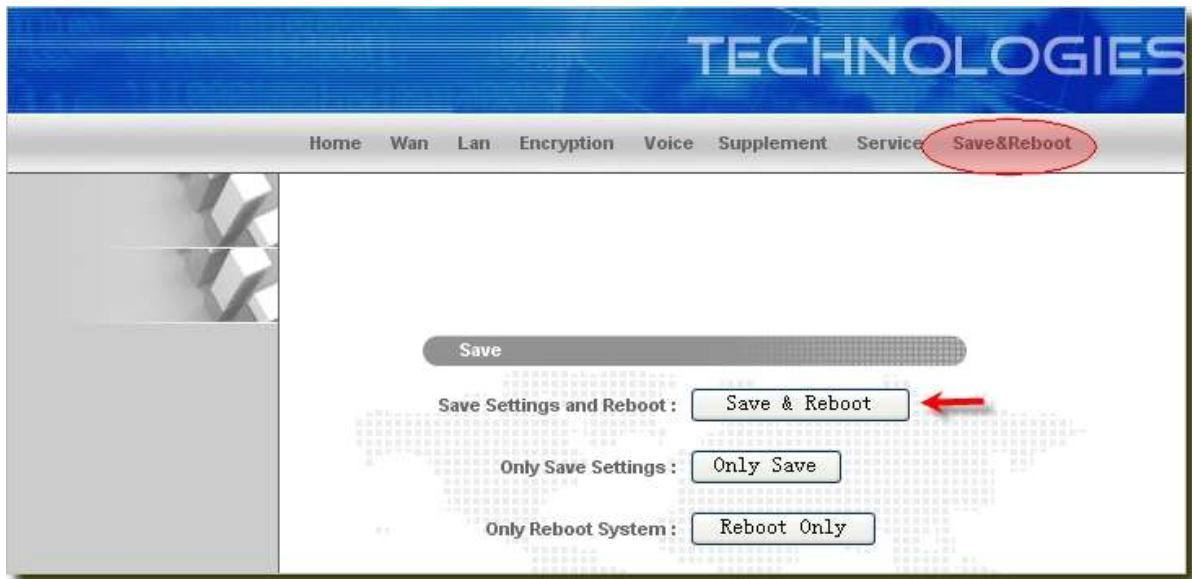 TECHNOLOGIES
Home Wan Lan Encryption Voice Supplement Service Save&Reboot
Save
Save Settings and Reboot : Save & Reboot
Only Save Settings : Only Save
Only Reboot System : Reboot Only